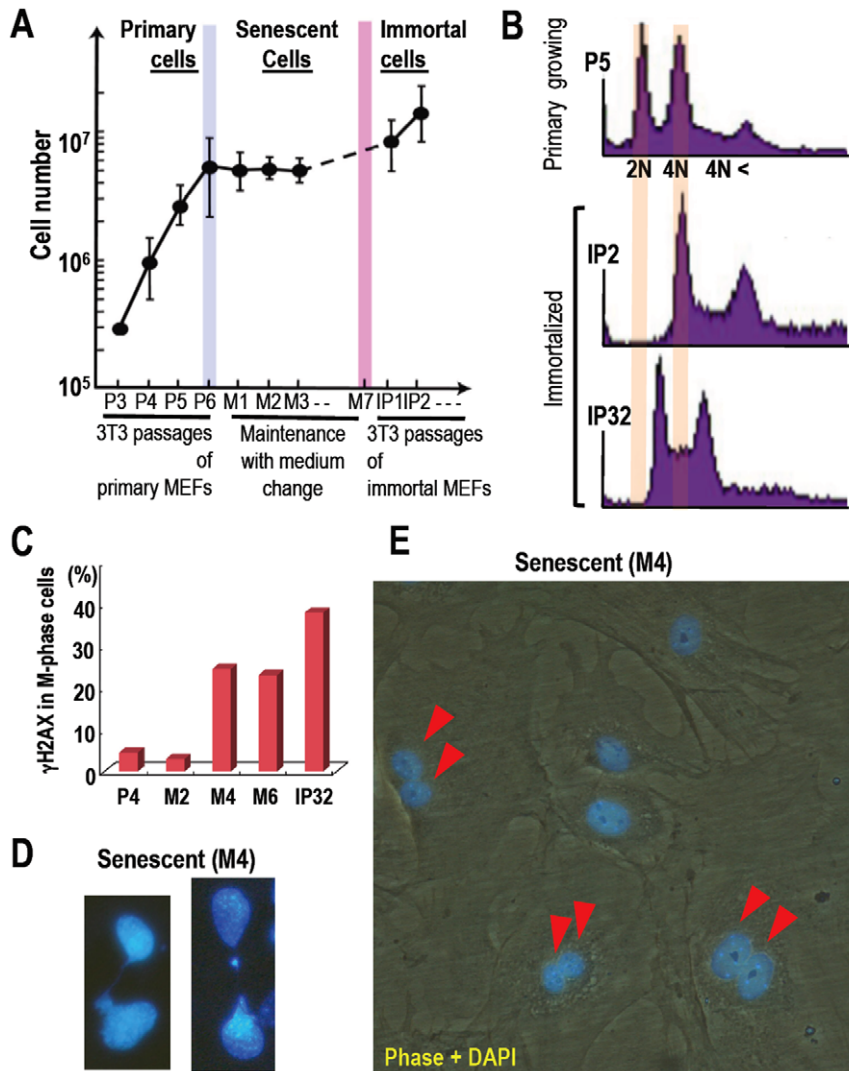 A
Primary
cells
Senescent
Cells
Immortal
cells
Cell number
10^7
10^6
10^5
P3 P4 P5 P6 M1 M2 M3 - - M7 IP1 IP2 - - -
3T3 passages
of
primary MEFs
Maintenance
with medium
change
3T3 passages
of
immortal MEFs
B
Primary growing
P5
2N 4N 4N <
Immortalized
IP2
IP32
C
(%)
γH2AX in M-phase cells
40
30
20
10
0
P4 M2 M4 M6 IP32
D
Senescent (M4)
E
Senescent (M4)
Phase + DAPI